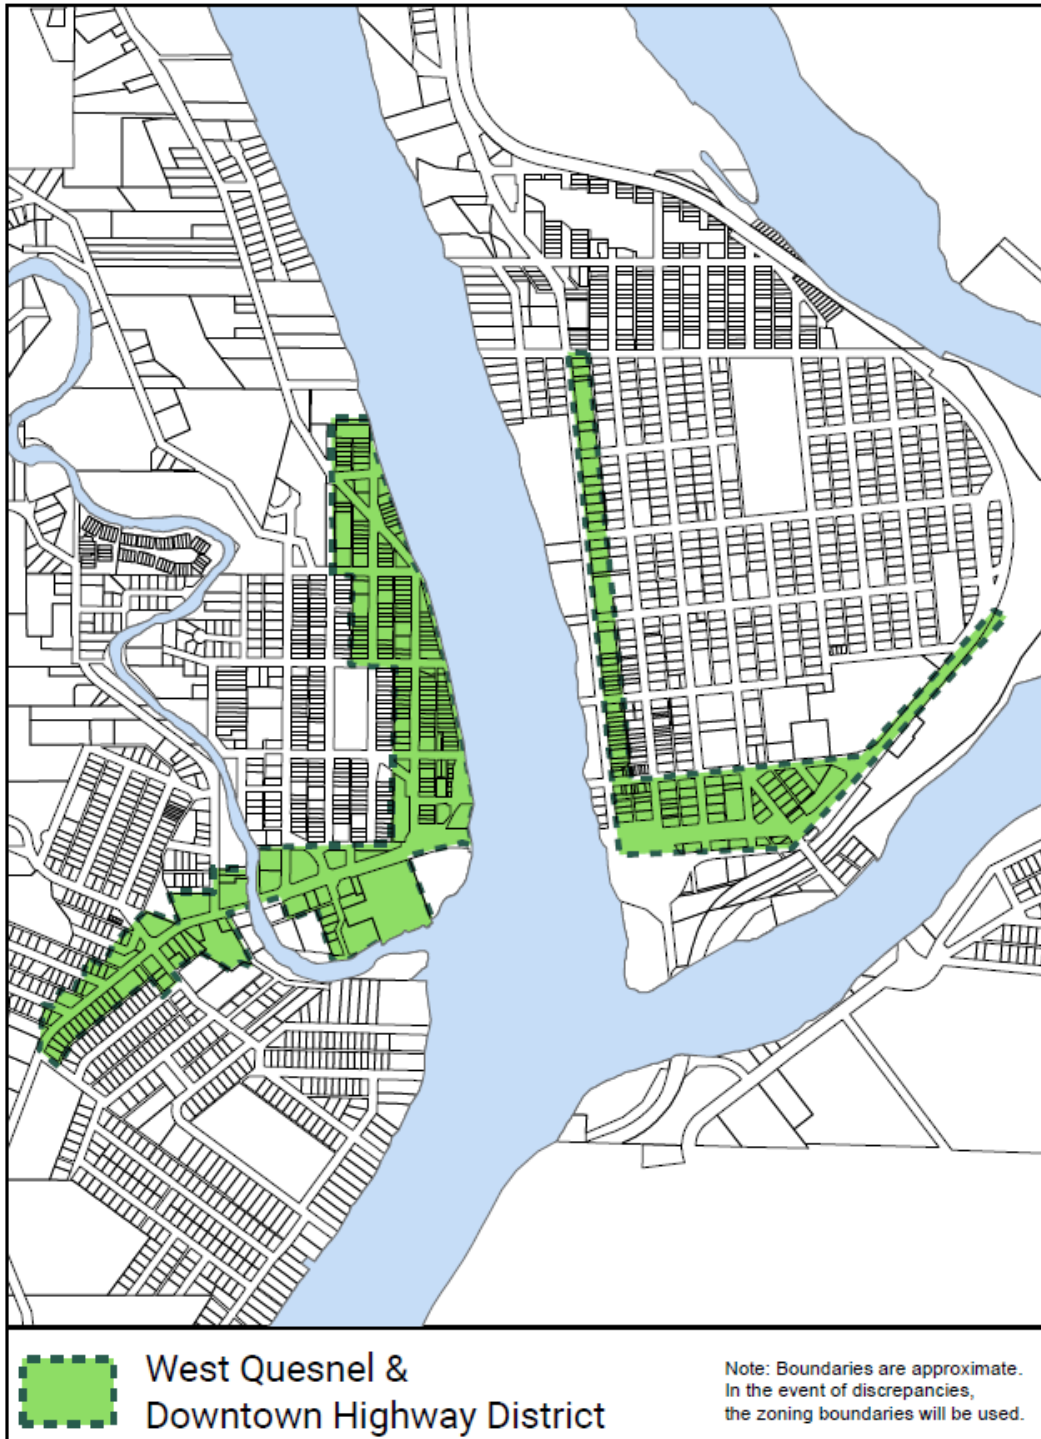 West Quesnel &
Downtown Highway District
Note: Boundaries are approximate.
In the event of discrepancies,
the zoning boundaries will be used.